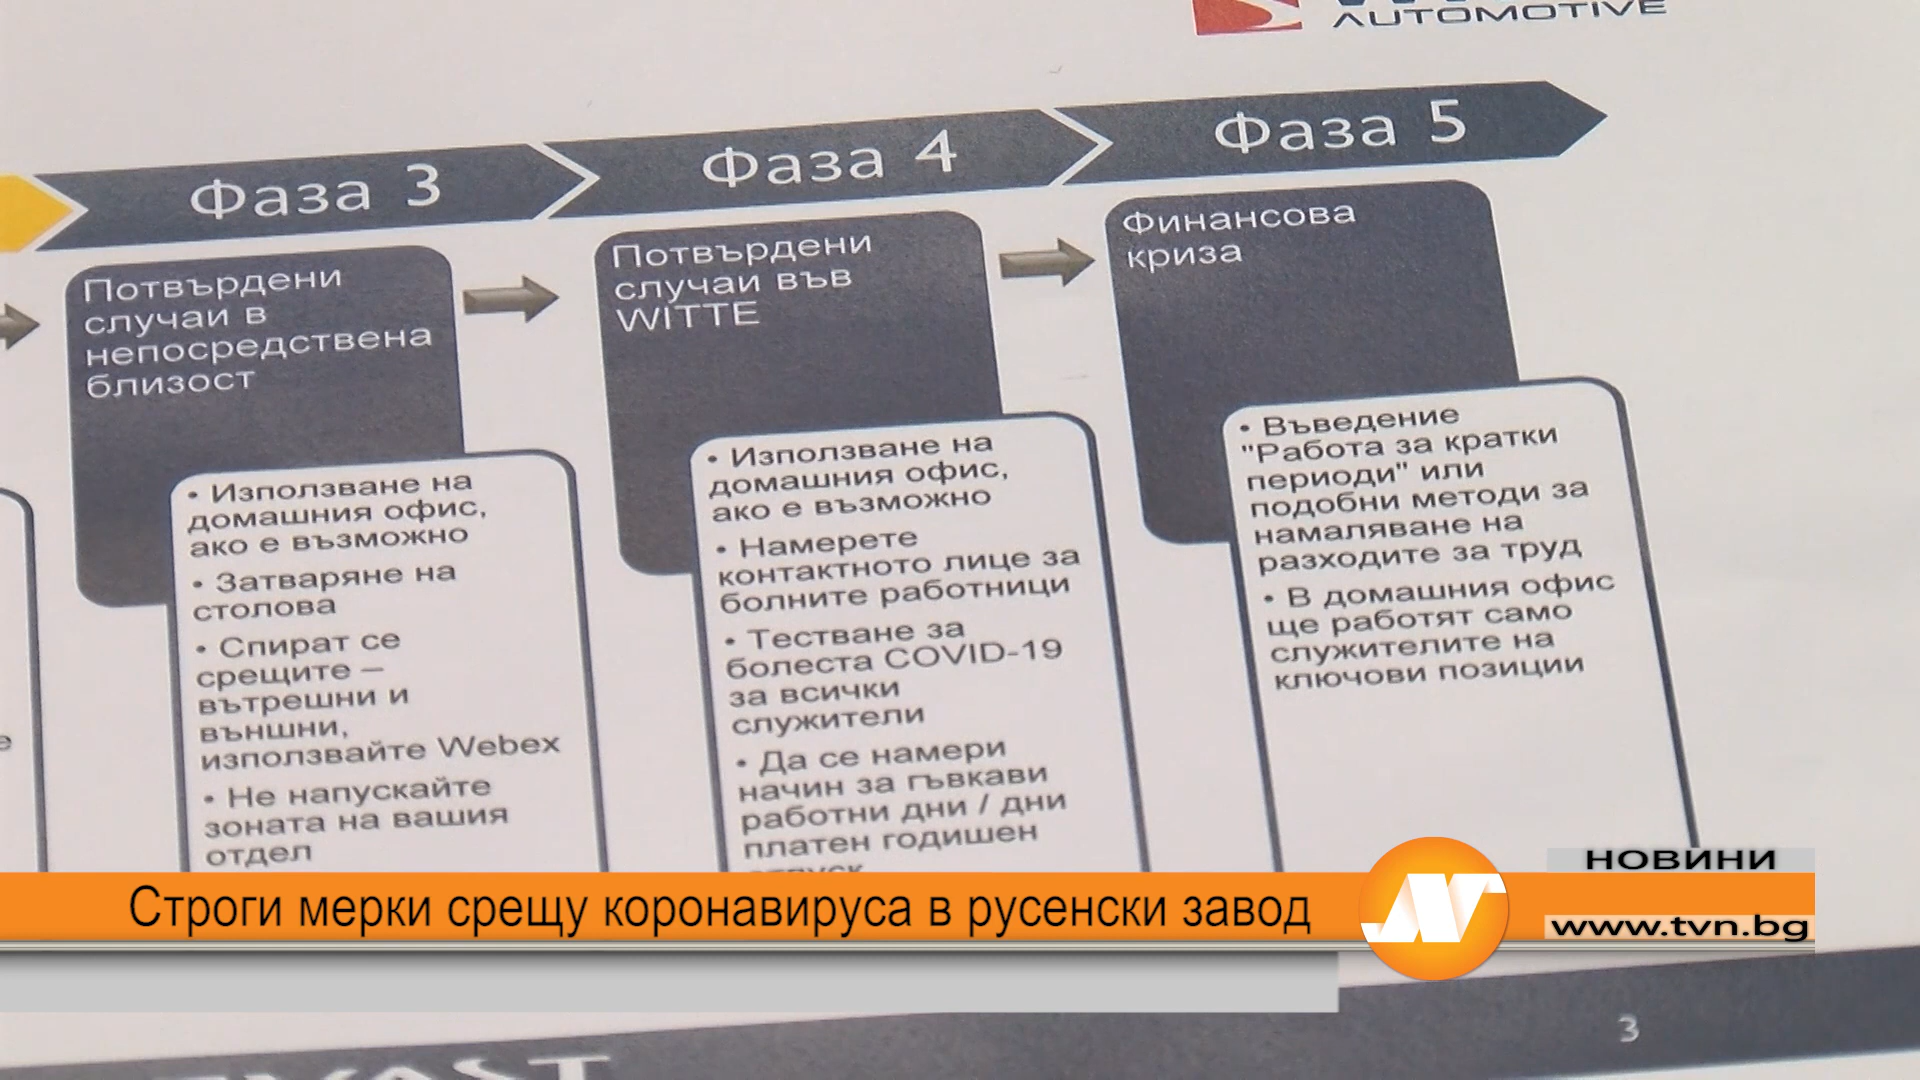 AUTOMOTIVE
Фаза 3
Фаза 4
Фаза 5
Потвърдени
случаи в
непосредствена
близост
• Използване на
домашния офис,
ако е възможно
• Затваряне на
столова
• Спират се
срещите –
вътрешни и
външни,
използвайте Webex
• Не напускайте
зоната на вашия
отдел
Потвърдени
случаи във
WITTE
• Използване на
домашния офис,
ако е възможно
• Намерете
контактното лице за
болните работници
• Тестване за
болеста COVID-19
за всички
служители
• Да се намери
начин за гъвкави
работни дни / дни
платен годишен
Финансова
криза
• Въведение
"Работа за кратки
периоди" или
подобни методи за
намаляване на
разходите за труд
• В домашния офис
ще работят само
служителите на
ключови позиции
Строги мерки срещу коронавируса в русенски завод
НОВИНИ
www.tvn.bg
3